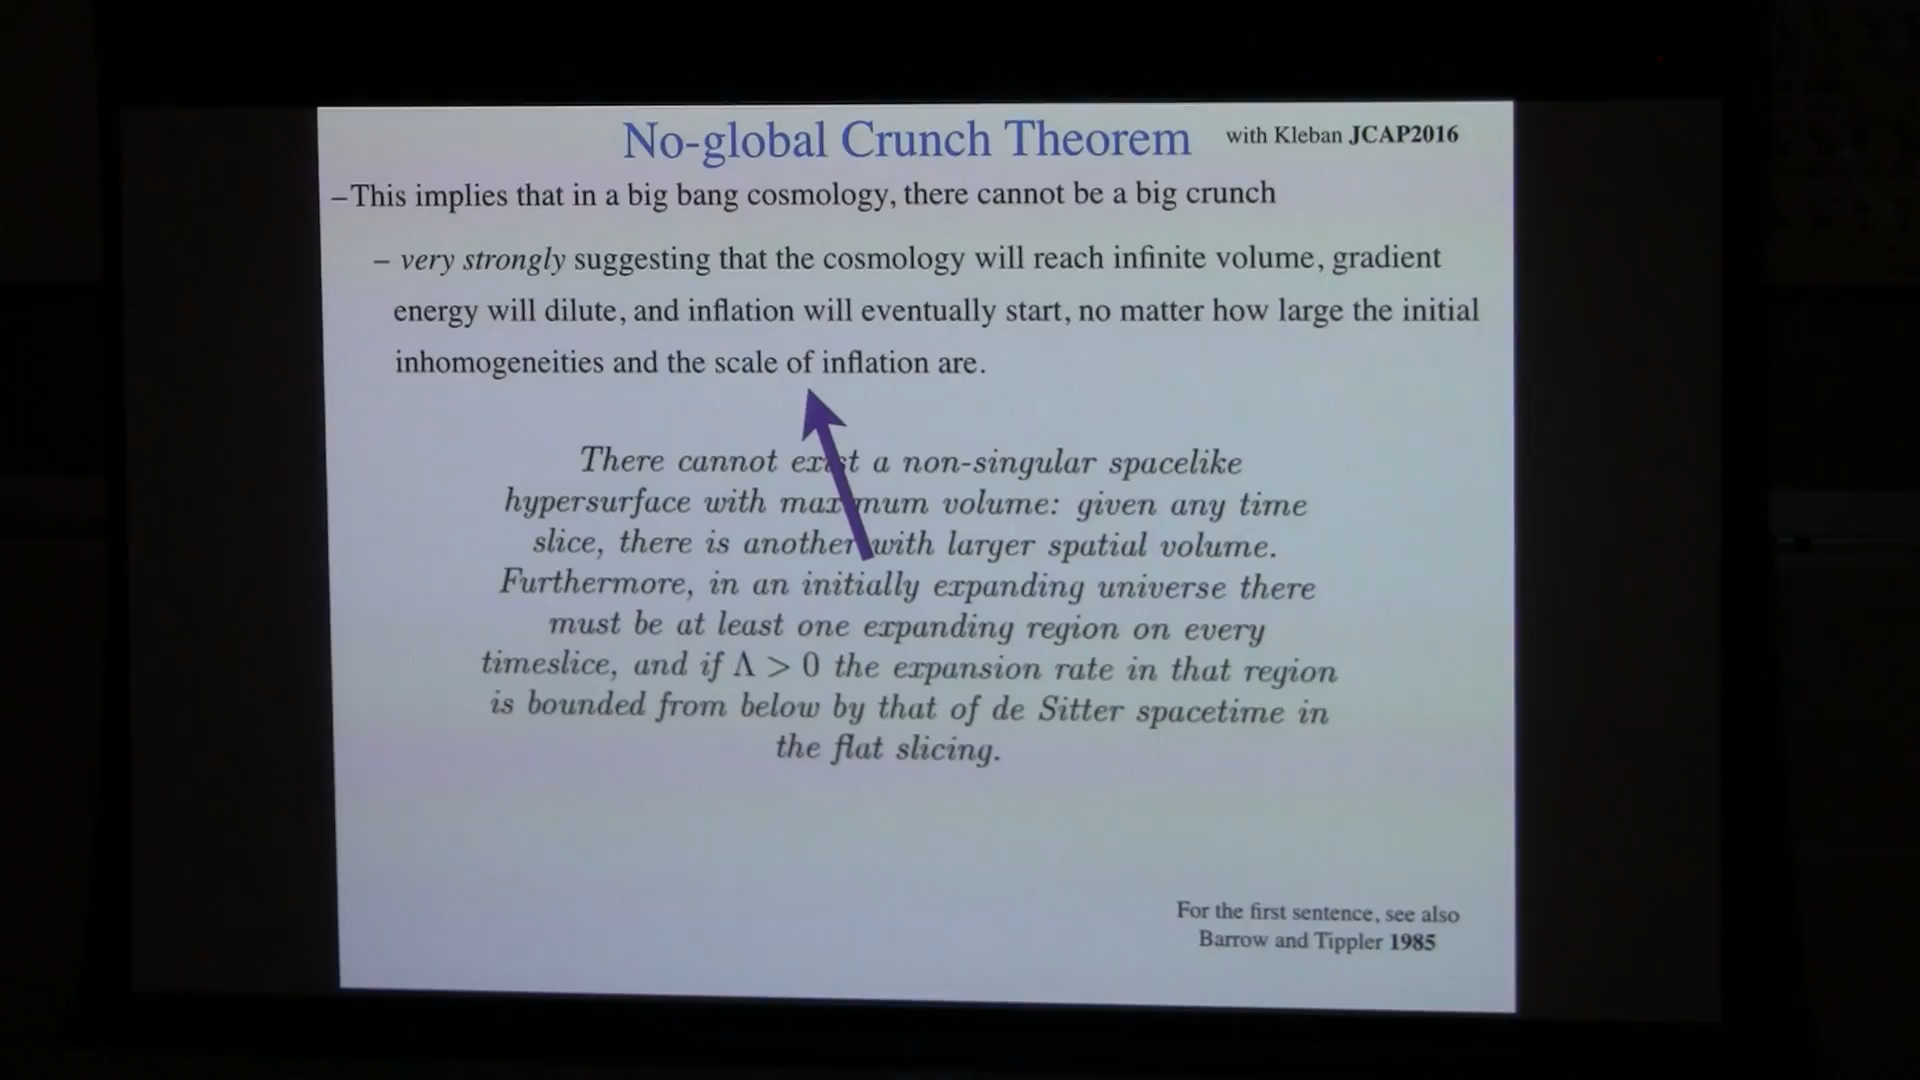 No-global Crunch Theorem with Kleban JCAP2016
– This implies that in a big bang cosmology, there cannot be a big crunch
– very strongly suggesting that the cosmology will reach infinite volume, gradient
energy will dilute, and inflation will eventually start, no matter how large the initial
inhomogeneities and the scale of inflation are.
There cannot exist a non-singular spacelike
hypersurface with maximum volume: given any time
slice, there is another with larger spatial volume.
Furthermore, in an initially expanding universe there
must be at least one expanding region on every
timeslice, and if Λ > 0 the expansion rate in that region
is bounded from below by that of de Sitter spacetime in
the flat slicing.
For the first sentence, see also
Barrow and Tippler 1985